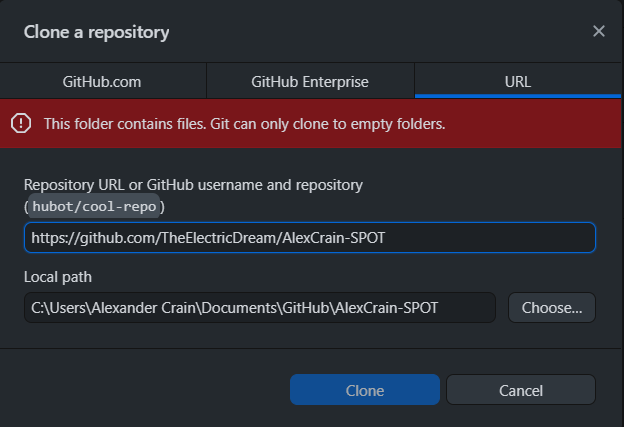 Clone a repository
GitHub.com
GitHub Enterprise
URL
This folder contains files. Git can only clone to empty folders.
Repository URL or GitHub username and repository
(hubot/cool-repo)
https://github.com/TheElectricDream/AlexCrain-SPOT
Local path
C:\Users\Alexander Crain\Documents\GitHub\AlexCrain-SPOT
Choose...
Clone
Cancel